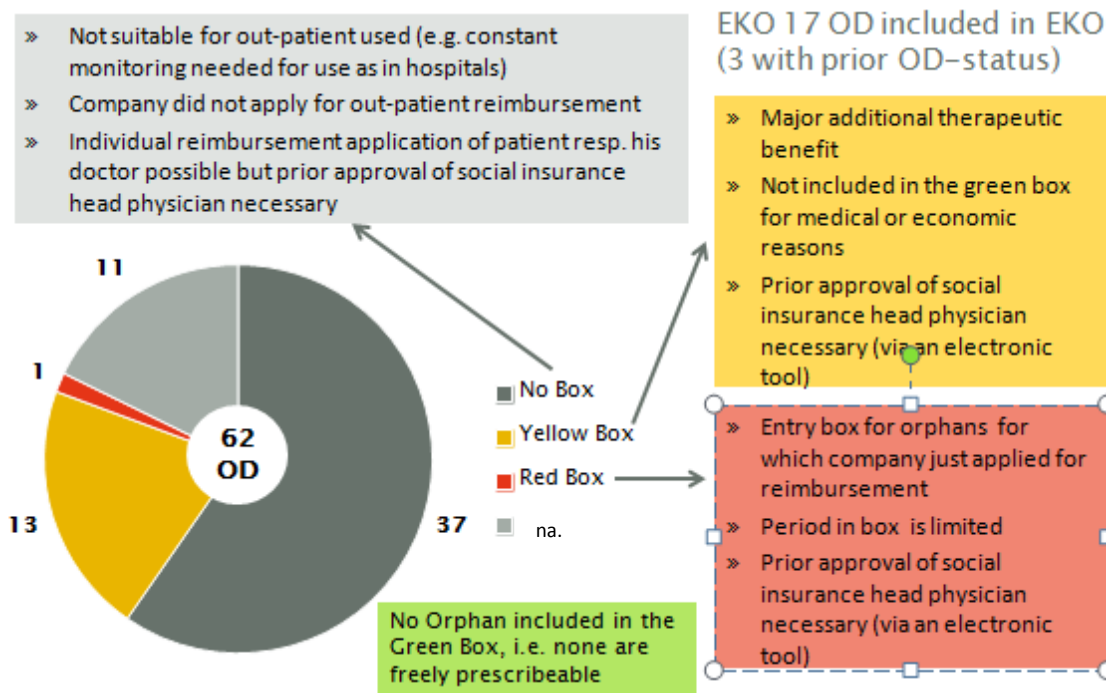 » Not suitable for out-patient used (e.g. constant
monitoring needed for use as in hospitals)
» Company did not apply for out-patient reimbursement
» Individual reimbursement application of patient resp. his
doctor possible but prior approval of social insurance
head physician necessary
EKO 17 OD included in EKO
(3 with prior OD-status)
» Major additional therapeutic
benefit
» Not included in the green box
for medical or economic
reasons
» Prior approval of social
insurance head physician
necessary (via an electronic
tool)
11
1
13
37
62
OD
No Box
Yellow Box
Red Box
na.
» Entry box for orphans for
which company just applied for
reimbursement
» Period in box is limited
» Prior approval of social
insurance head physician
necessary (via an electronic
tool)
No Orphan included in the
Green Box, i.e. none are
freely prescribeable